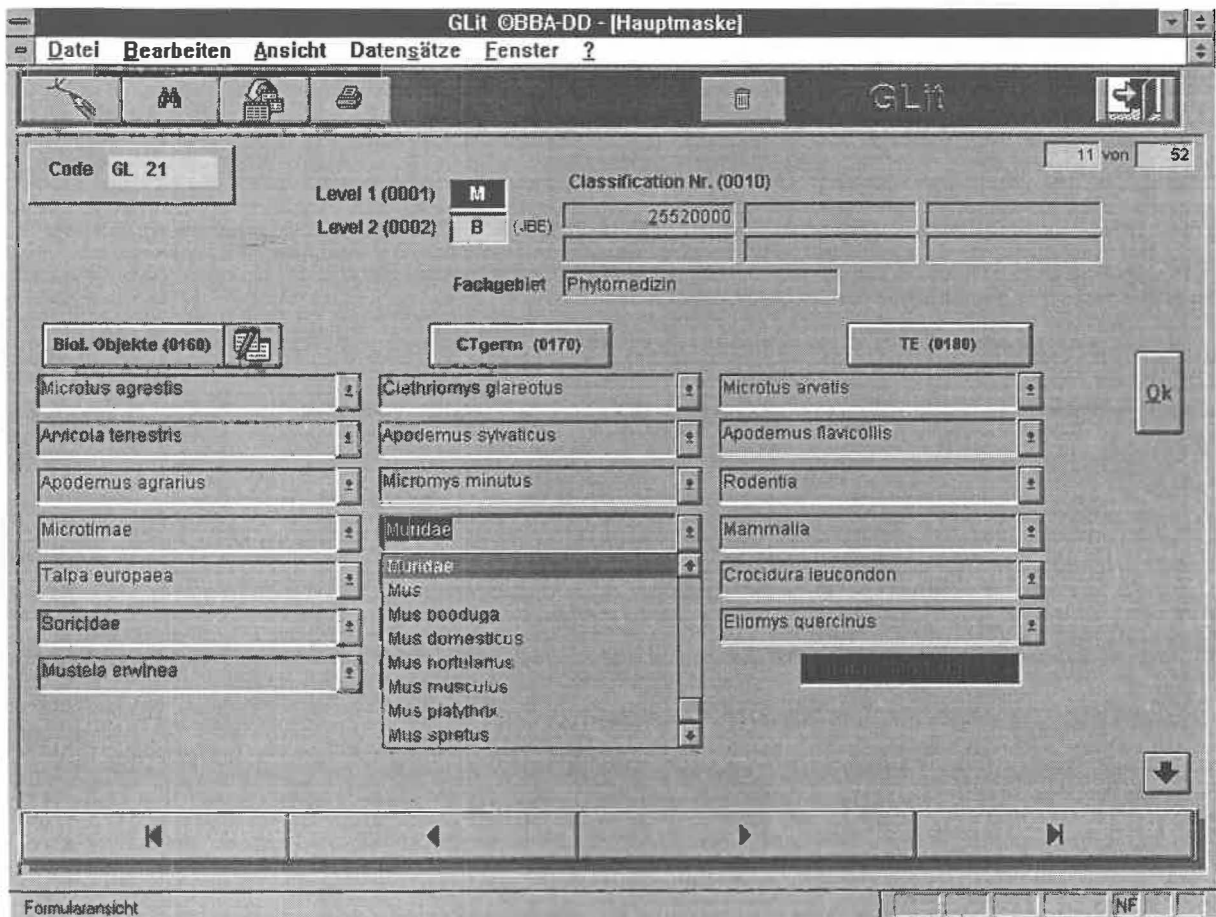 GLit ©BBA-DD - [Hauptmaske]
Datei Bearbeiten Ansicht Datensätze Fenster ?
GLit
Code GL 21
11 von 52
Level 1 (0001) M
Classification Nr. (0010)
Level 2 (0002) B (JBE)
25520000
Fachgebiet Phytomedizin
Biol. Objekte (0160) CTgerm (0170) TE (0180)
Microtus agrestis Clethriomys glareotus Microtus arvatis
Ok
Arvicola terrestris Apodemus sylvaticus Apodemus flavicollis
Apodemus agrarius Micromys minutus Rodentia
Microtimae Muridae Mammalia
Talpa europaea Muridae Crocidura leucondon
Mus
Soricidae Mus booduga Eliomys quercinus
Mus domesticus
Mustela erwinea Mus hortulanus
Mus musculus
Mus platythrix
Mus spretus
Formularansicht NF